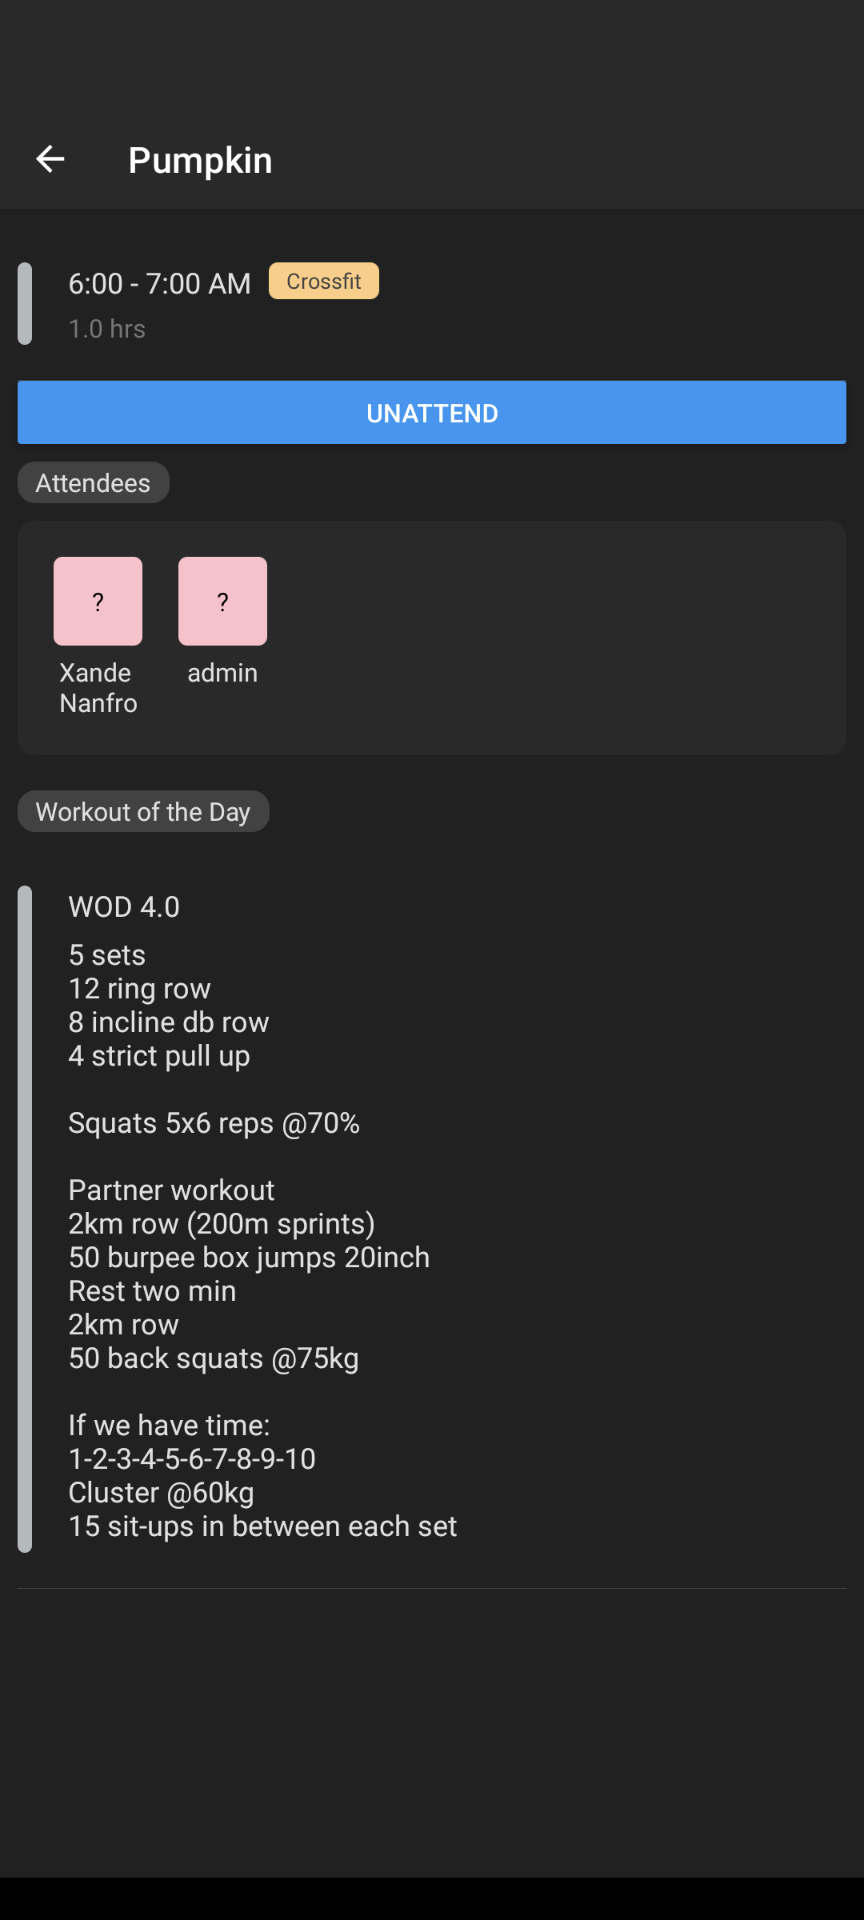 Pumpkin
6:00 - 7:00 AM
Crossfit
1.0 hrs
UNATTEND
Attendees
?
?
Xande
Nanfro
admin
Workout of the Day
WOD 4.0
5 sets
12 ring row
8 incline db row
4 strict pull up
Squats 5x6 reps @70%
Partner workout
2km row (200m sprints)
50 burpee box jumps 20inch
Rest two min
2km row
50 back squats @75kg
If we have time:
1-2-3-4-5-6-7-8-9-10
Cluster @60kg
15 sit-ups in between each set